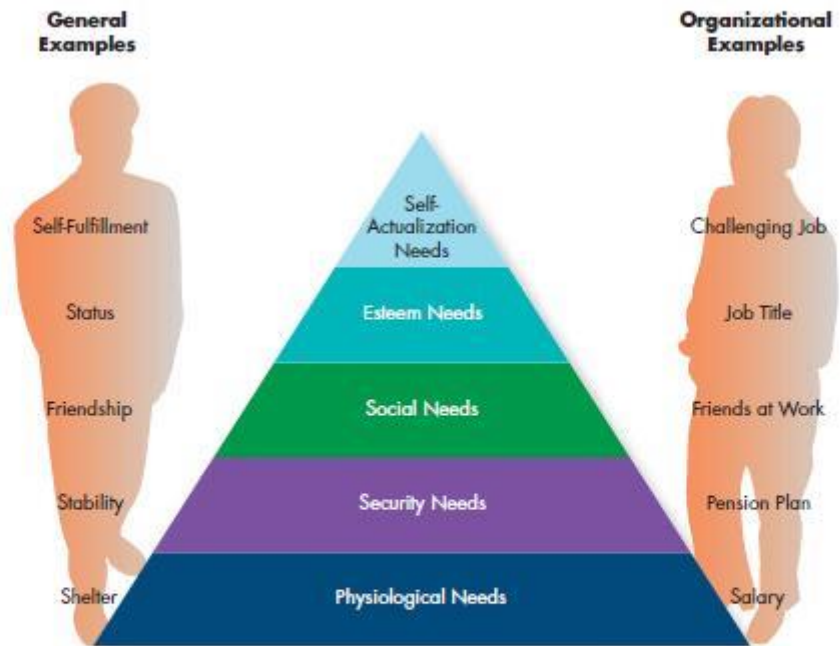 General
Examples
Organizational
Examples
Self-Fulfillment
Self-
Actualization
Needs
Challenging Job
Status
Esteem Needs
Job Title
Friendship
Social Needs
Friends at Work
Stability
Security Needs
Pension Plan
Shelter
Physiological Needs
Salary